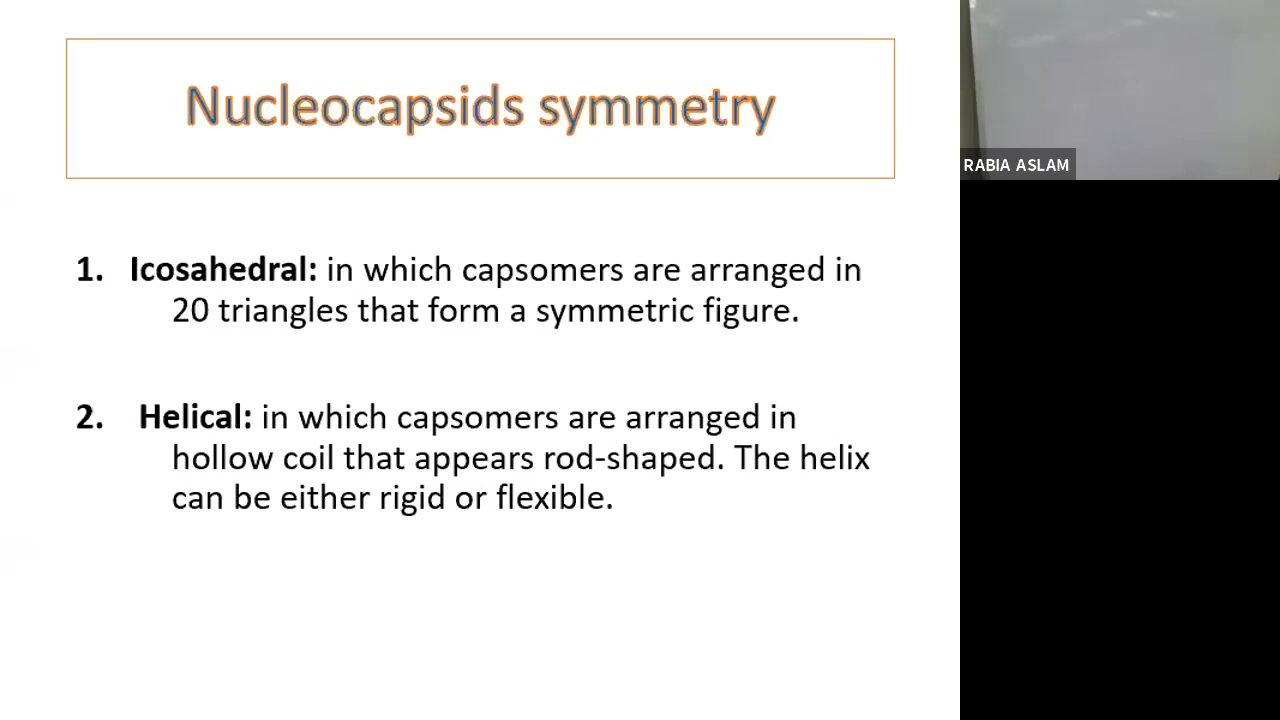 Nucleocapsids symmetry
RABIA ASLAM
1. Icosahedral: in which capsomers are arranged in
20 triangles that form a symmetric figure.
2. Helical: in which capsomers are arranged in
hollow coil that appears rod-shaped. The helix
can be either rigid or flexible.